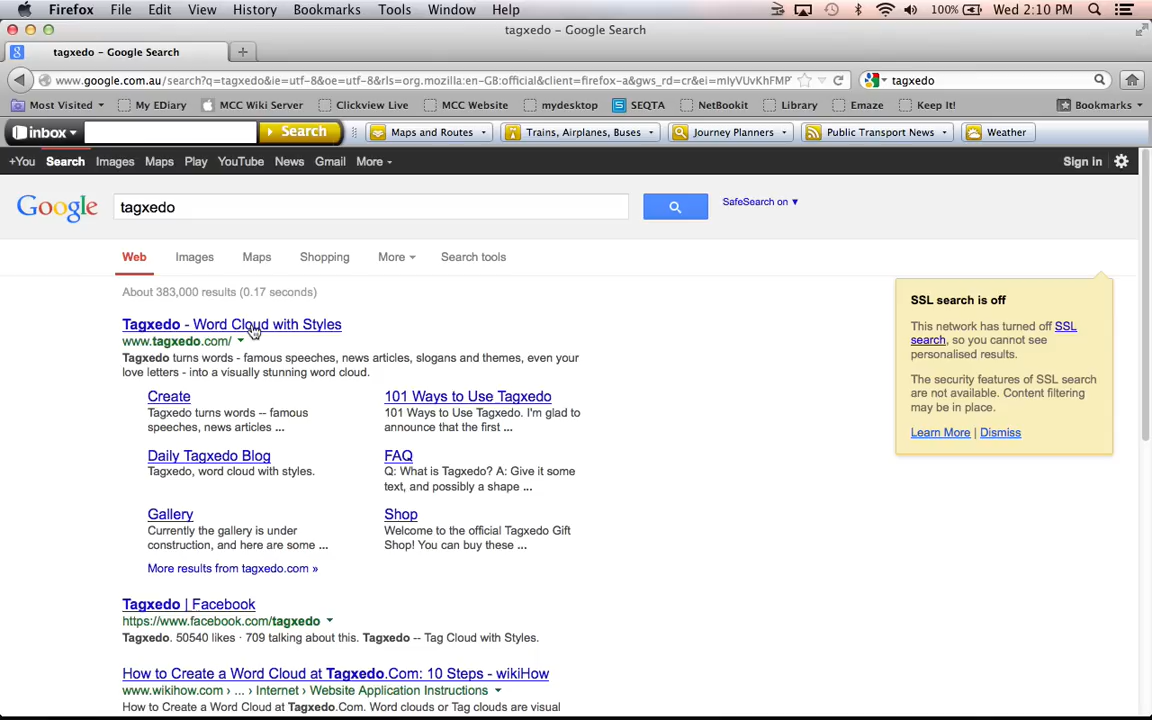 Firefox File Edit View History Bookmarks Tools Window Help 100% Wed 2:10 PM
tagxedo – Google Search
tagxedo – Google Search
www.google.com.au/search?q=tagxedo&ie=utf-8&oe=utf-8&rls=org.mozilla:en-GB:official&client=firefox-a&gws_rd=cr&ei=mIyVUvKhFMP tagxedo
Most Visited My EDiary MCC Wiki Server Clickview Live MCC Website mydesktop SEQTA NetBookit Library Emaze Keep It! Bookmarks
inbox Search Maps and Routes Trains, Airplanes, Buses Journey Planners Public Transport News Weather
+You Search Images Maps Play YouTube News Gmail More Sign in
Google tagxedo SafeSearch on
Web Images Maps Shopping More Search tools
About 383,000 results (0.17 seconds)
Tagxedo - Word Cloud with Styles
www.tagxedo.com/
Tagxedo turns words - famous speeches, news articles, slogans and themes, even your
love letters - into a visually stunning word cloud.
Create
Tagxedo turns words -- famous
speeches, news articles ...
101 Ways to Use Tagxedo
101 Ways to Use Tagxedo. I'm glad to
announce that the first ...
Daily Tagxedo Blog
Tagxedo, word cloud with styles.
FAQ
Q: What is Tagxedo? A: Give it some
text, and possibly a shape ...
Gallery
Currently the gallery is under
construction, and here are some ...
Shop
Welcome to the official Tagxedo Gift
Shop! You can buy these ...
More results from tagxedo.com »
Tagxedo | Facebook
https://www.facebook.com/tagxedo
Tagxedo. 50540 likes · 709 talking about this. Tagxedo -- Tag Cloud with Styles.
How to Create a Word Cloud at Tagxedo.Com: 10 Steps - wikiHow
www.wikihow.com › ... › Internet › Website Application Instructions
How to Create a Word Cloud at Tagxedo.Com. Word clouds or Tag clouds are visual
SSL search is off
This network has turned off SSL
search, so you cannot see
personalised results.
The security features of SSL search
are not available. Content filtering
may be in place.
Learn More | Dismiss